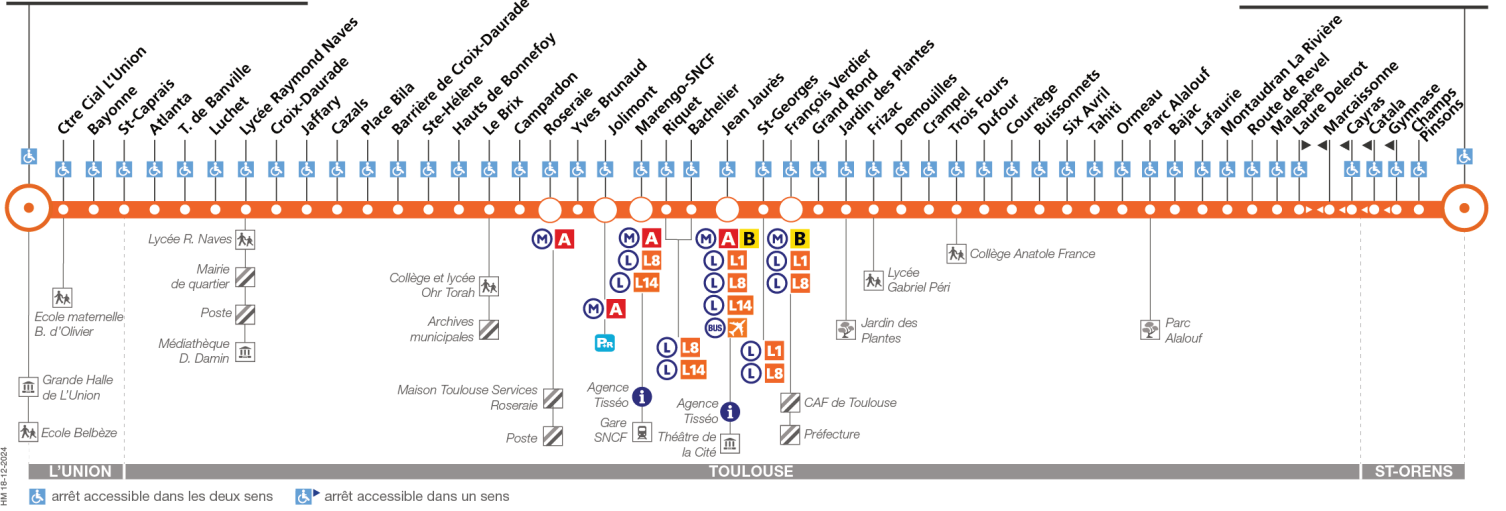 Ctre Cial L'Union
Bayonne
St-Caprais
Atlanta
T. de Banville
Luchet
Lycée Raymond Naves
Croix-Daurade
Jaffary
Cazals
Place Bila
Barrière de Croix-Daurade
Ste-Hélène
Hauts de Bonnefoy
Le Brix
Campardon
Roseraie
Yves Brunaud
Jolimont
Marengo-SNCF
Riquet
Bachelier
Jean Jaurès
St-Georges
François Verdier
Grand Rond
Jardin des Plantes
Frizac
Demouilles
Crampel
Trois Fours
Dufour
Courrège
Buissonnets
Six Avril
Tahiti
Ormeau
Parc Alalouf
Bajac
Lafaurie
Montaudran La Rivière
Route de Revel
Malepère
Laure Delerot
Marcaissonne
Cayras
Catala
Gymnase
Champs
Pinsons
Ecole maternelle
B. d'Olivier
Grande Halle
de L'Union
Ecole Belbèze
Lycée R. Naves
Mairie
de quartier
Poste
Médiathèque
D. Damin
Collège et lycée
Ohr Torah
Archives
municipales
M A
Maison Toulouse Services
Roseraie
Poste
M A
P+R
M A
L L8
L L14
Agence
Tisséo
i
Gare
SNCF
L L8
L L14
M A B
L L1
L L8
L L14
BUS
Agence
Tisséo
i
Théâtre de
la Cité
L L1
L L8
M B
L L1
L L8
CAF de Toulouse
Préfecture
Jardin des
Plantes
Lycée
Gabriel Péri
Collège Anatole France
Parc
Alalouf
L'UNION
TOULOUSE
ST-ORENS
arrêt accessible dans les deux sens
arrêt accessible dans un sens
HM 18-12-2024